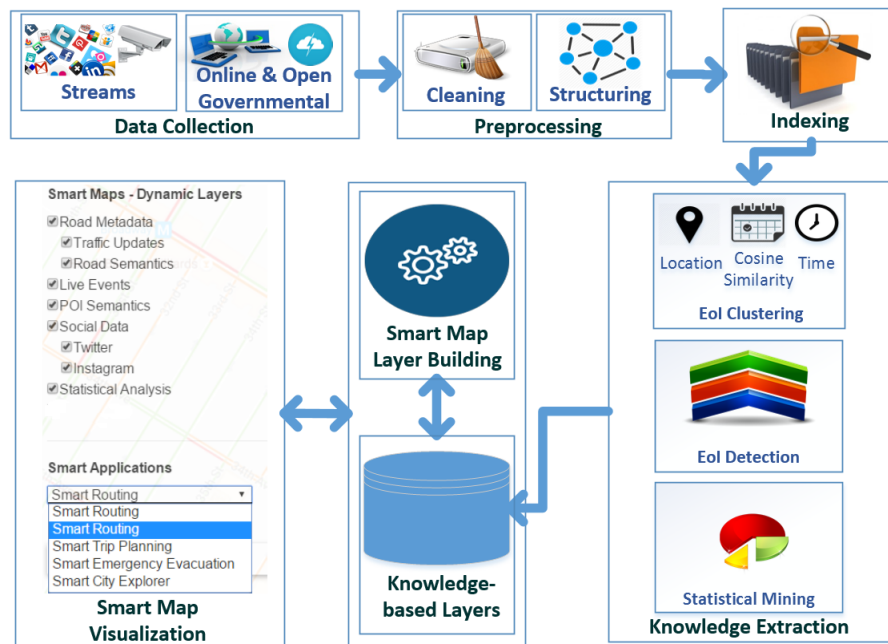 Streams
Online & Open
Governmental
Data Collection
Cleaning
Structuring
Preprocessing
Indexing
Smart Maps - Dynamic Layers
Road Metadata
Traffic Updates
Road Semantics
Live Events
POI Semantics
Social Data
Twitter
Instagram
Statistical Analysis
Smart Applications
Smart Routing
Smart Routing
Smart Routing
Smart Trip Planning
Smart Emergency Evacuation
Smart City Explorer
Smart Map
Visualization
Smart Map
Layer Building
Knowledge-
based Layers
Location
Cosine
Similarity
Time
EoI Clustering
EoI Detection
Statistical Mining
Knowledge Extraction